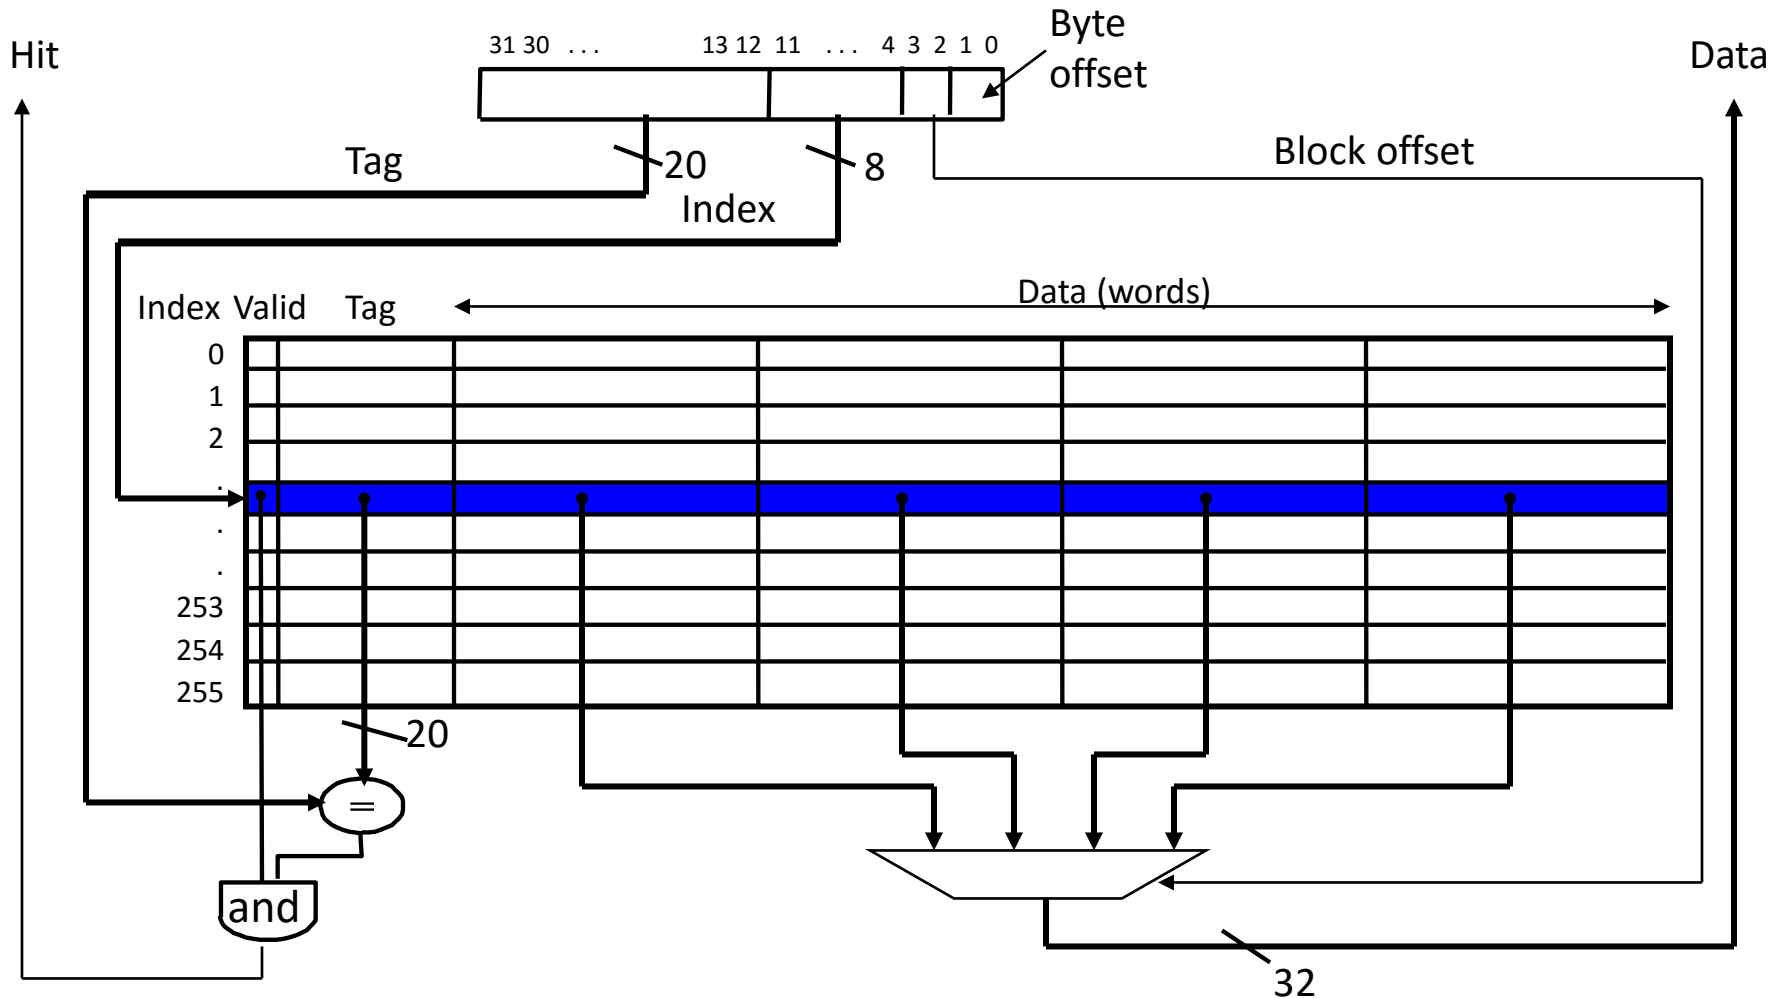 Hit
31 30 . . . 13 12 11 . . . 4 3 2 1 0
Byte
offset
Data
Tag
20
8
Block offset
Index
Index Valid Tag
Data (words)
0
1
2
.
.
.
253
254
255
20
=
and
32